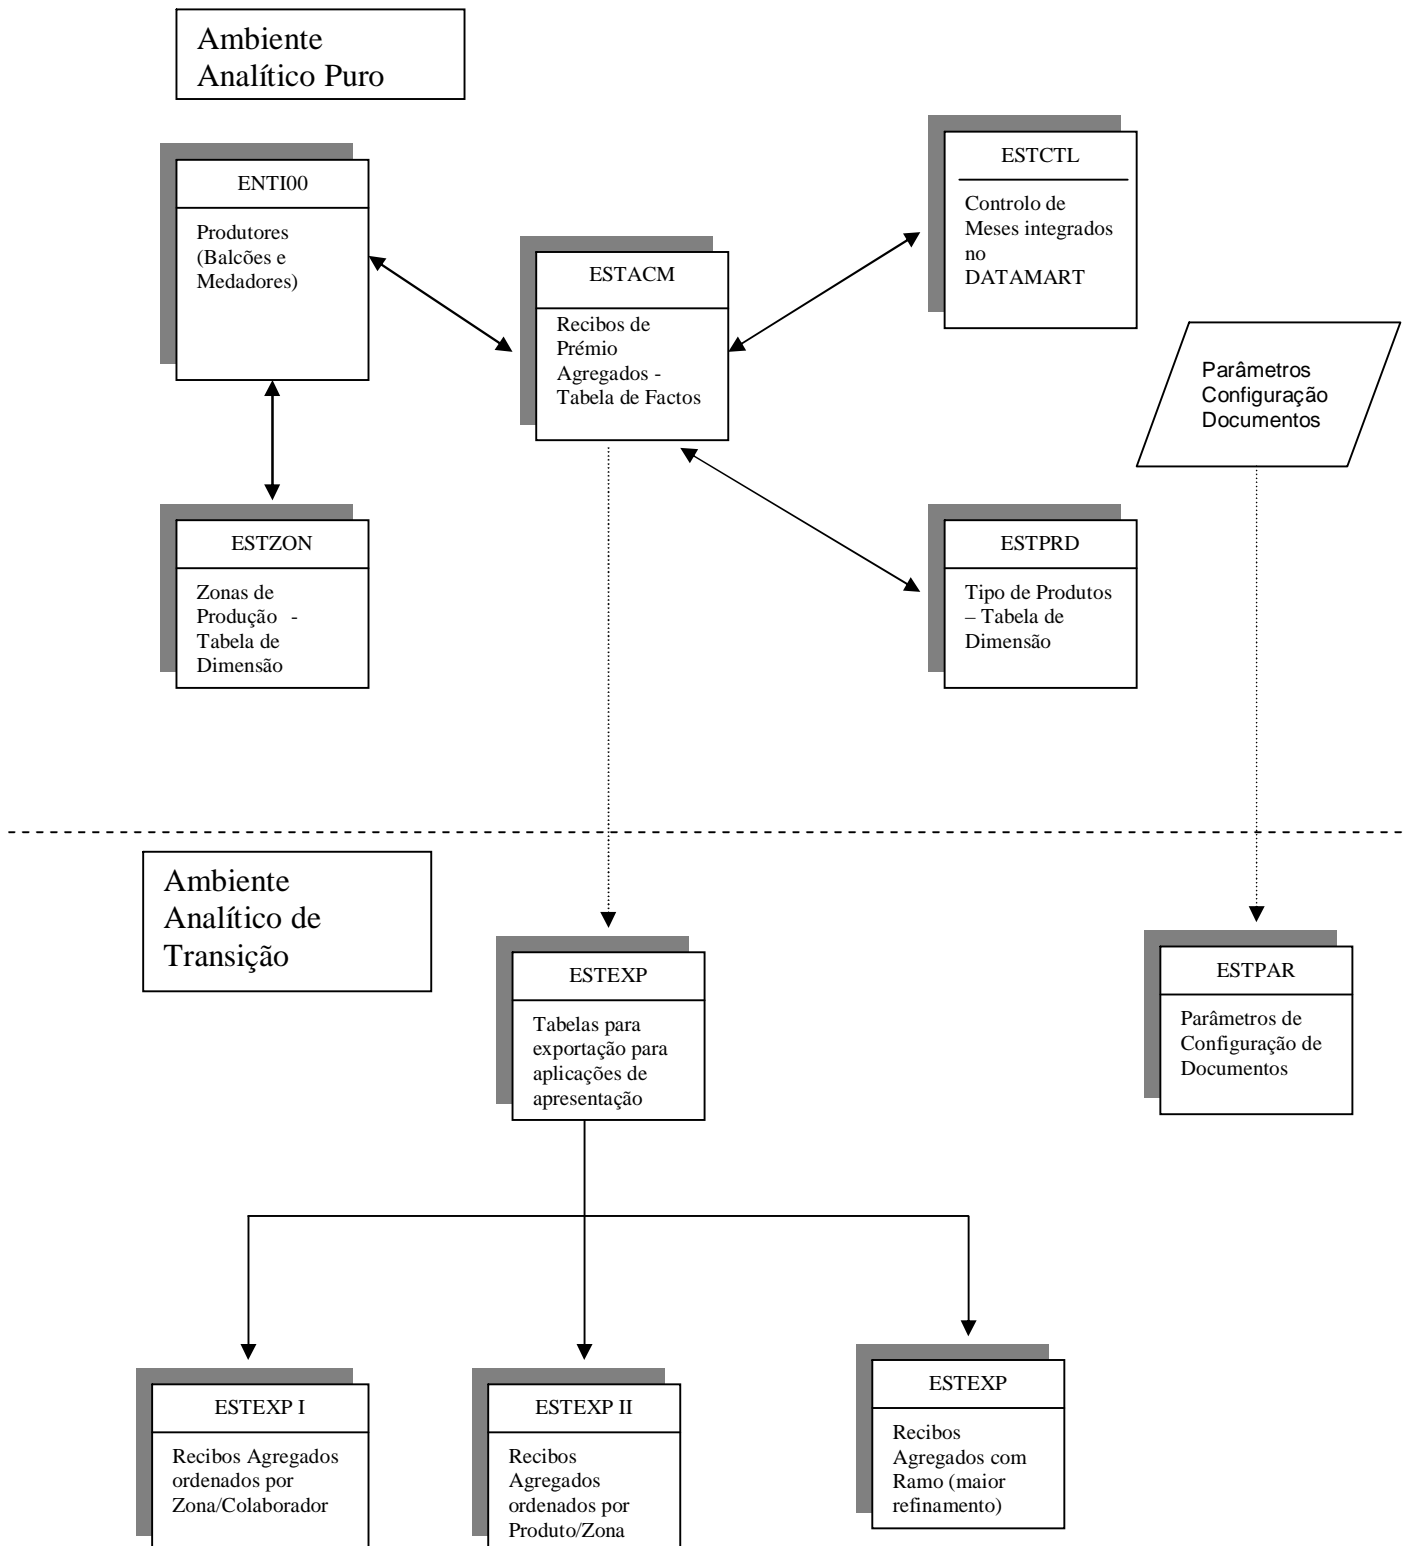 Ambiente
Analítico Puro
ENTI00
Produtores
(Balcões e
Medadores)
ESTACM
Recibos de
Prémio
Agregados -
Tabela de Factos
ESTCTL
Controlo de
Meses integrados
no
DATAMART
Parâmetros
Configuração
Documentos
ESTZON
Zonas de
Produção -
Tabela de
Dimensão
ESTPRD
Tipo de Produtos
– Tabela de
Dimensão
Ambiente
Analítico de
Transição
ESTEXP
Tabelas para
exportação para
aplicações de
apresentação
ESTPAR
Parâmetros de
Configuração de
Documentos
ESTEXP I
Recibos Agregados
ordenados por
Zona/Colaborador
ESTEXP II
Recibos
Agregados
ordenados por
Produto/Zona
ESTEXP
Recibos
Agregados com
Ramo (maior
refinamento)